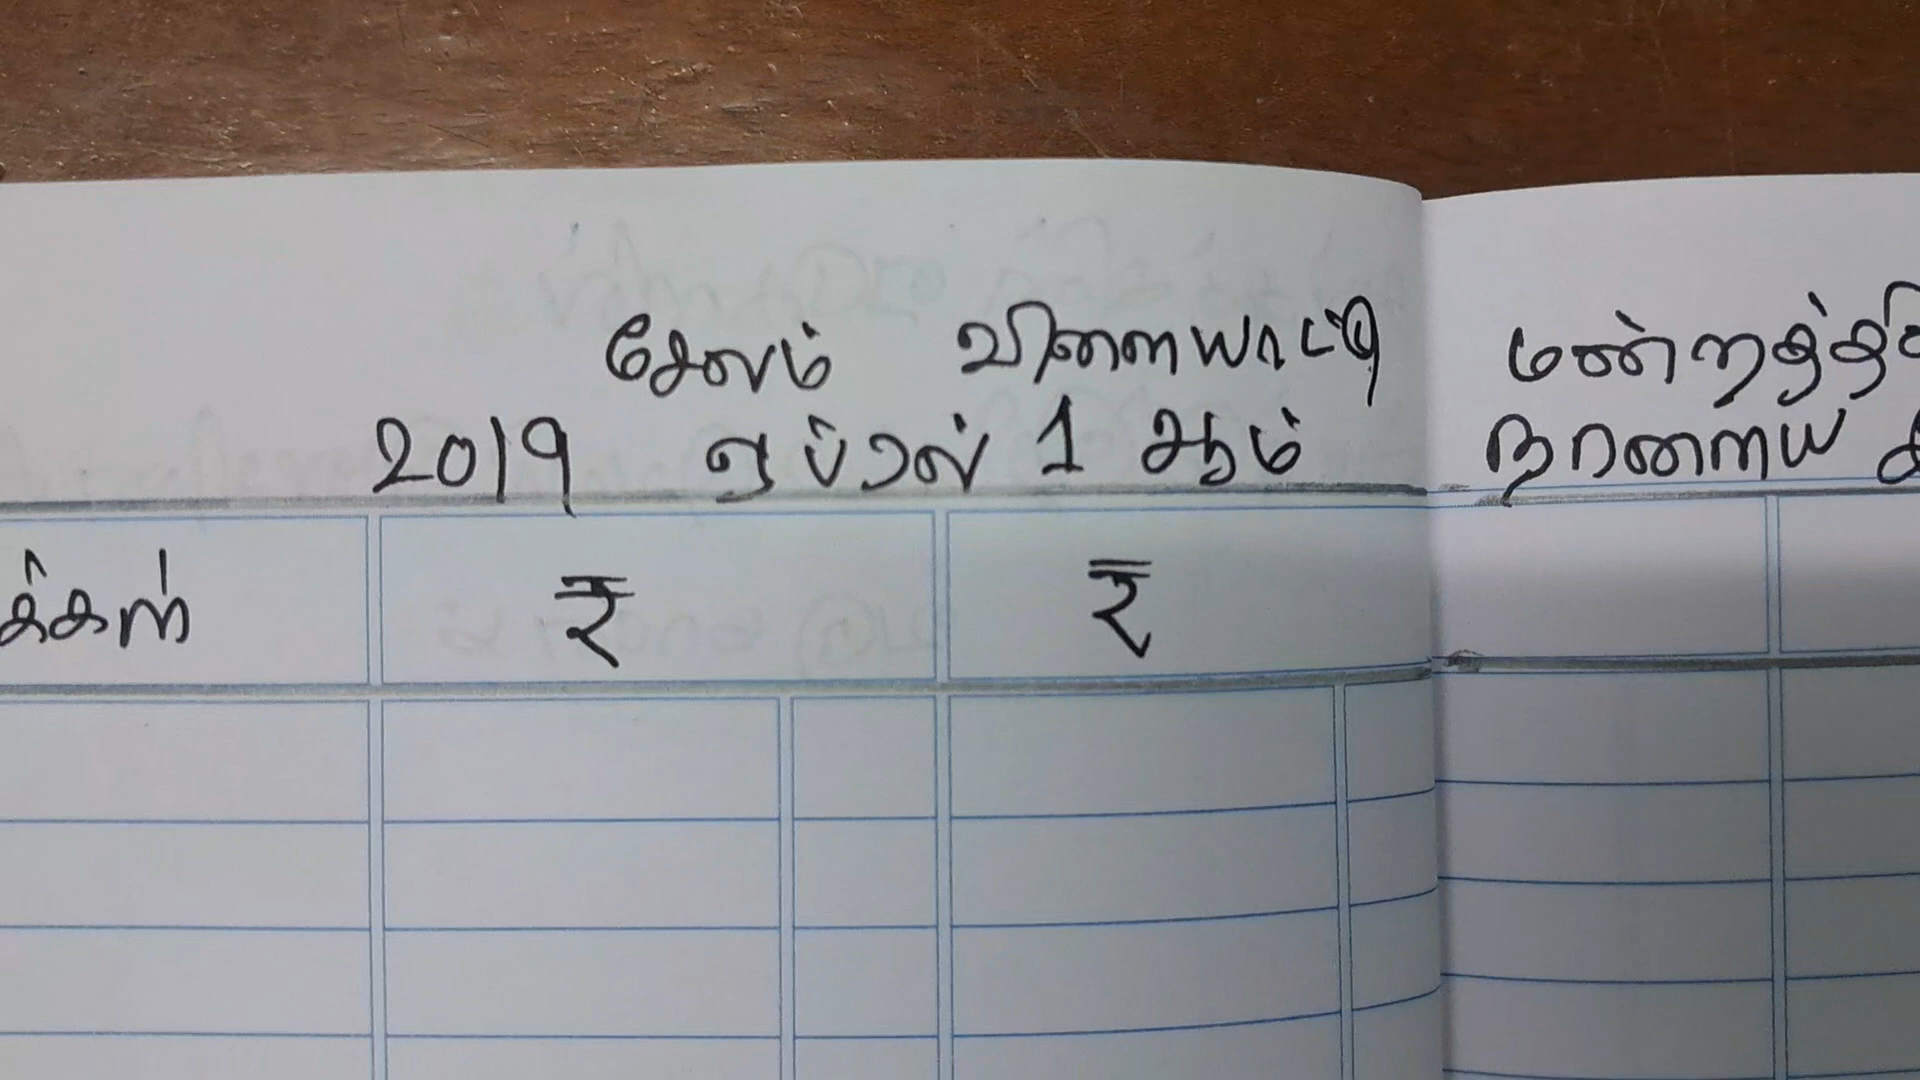 சேலம் விளையாட்டு மன்றத்தி
2019 ஏப்ரல் 1 ஆம் நாளைய
க்கள் ₹ ₹